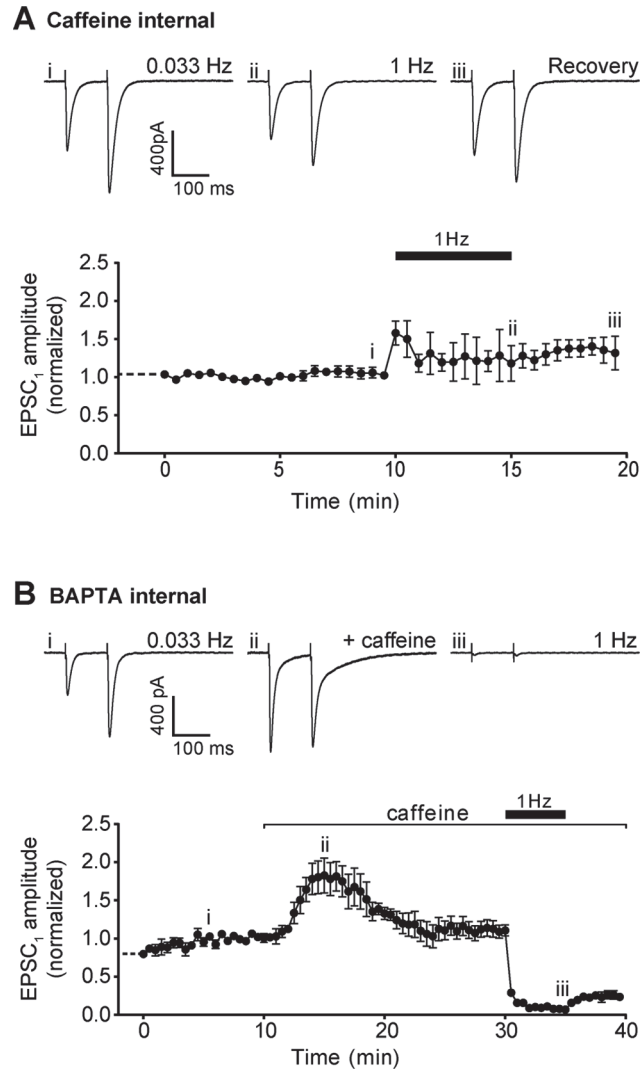 A Caffeine internal
i 0.033 Hz ii 1 Hz iii Recovery
400pA
100 ms
1Hz
2.5
2.0
1.5
1.0
0.5
0.0
EPSC1 amplitude
(normalized)
i
ii
iii
0 5 10 15 20
Time (min)
B BAPTA internal
i 0.033 Hz ii + caffeine iii 1 Hz
400 pA
100 ms
1Hz
caffeine
2.5
2.0
1.5
1.0
0.5
0.0
EPSC1 amplitude
(normalized)
i
ii
iii
0 10 20 30 40
Time (min)